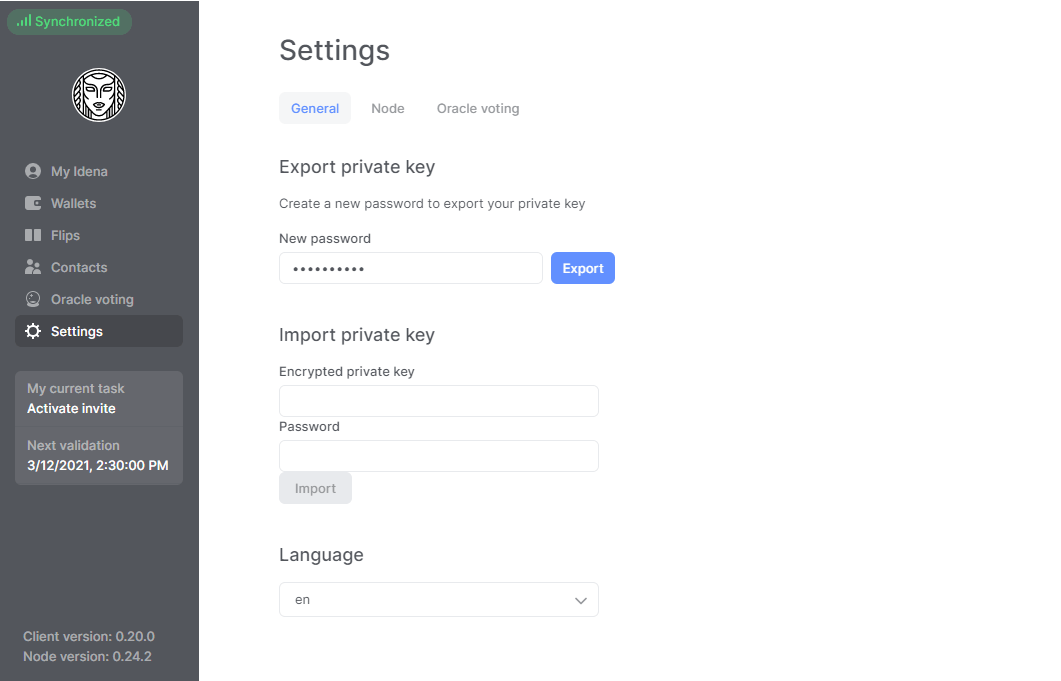 Synchronized
My Idena
Wallets
Flips
Contacts
Oracle voting
Settings
My current task
Activate invite
Next validation
3/12/2021, 2:30:00 PM
Client version: 0.20.0
Node version: 0.24.2
Settings
General Node Oracle voting
Export private key
Create a new password to export your private key
New password
••••••••••
Export
Import private key
Encrypted private key
Password
Import
Language
en